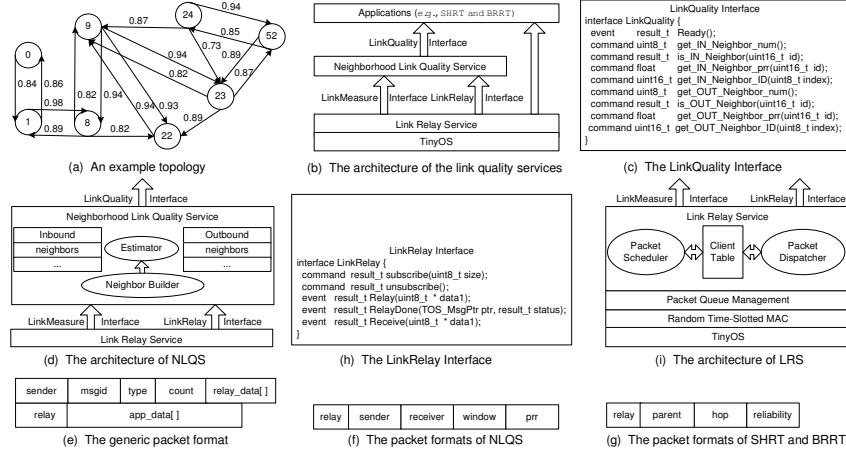 0
1
8
9
24
52
23
22
0.84
0.86
0.98
0.89
0.82
0.94
0.82
0.87
0.94
0.85
0.73
0.89
0.94
0.82
0.87
0.94
0.93
0.89
(a) An example topology
Applications (e.g., SHRT and BRRT)
LinkQuality Interface
Neighborhood Link Quality Service
LinkMeasure Interface LinkRelay Interface
Link Relay Service
TinyOS
(b) The architecture of the link quality services
LinkQuality Interface
interface LinkQuality {
event result_t Ready();
command uint8_t get_IN_Neighbor_num();
command result_t is_IN_Neighbor(uint16_t id);
command float get_IN_Neighbor_prr(uint16_t id);
command uint16_t get_IN_Neighbor_ID(uint8_t index);
command uint8_t get_OUT_Neighbor_num();
command result_t is_OUT_Neighbor(uint16_t id);
command float get_OUT_Neighbor_prr(uint16_t id);
command uint16_t get_OUT_Neighbor_ID(uint8_t index);
}
(c) The LinkQuality Interface
LinkQuality Interface
Neighborhood Link Quality Service
Inbound
neighbors
...
Estimator
Outbound
neighbors
...
Neighbor Builder
LinkMeasure Interface LinkRelay Interface
Link Relay Service
(d) The architecture of NLQS
LinkRelay Interface
interface LinkRelay {
command result_t subscribe(uint8_t size);
command result_t unsubscribe();
event result_t Relay(uint8_t * data1);
event result_t RelayDone(TOS_MsgPtr ptr, result_t status);
event result_t Receive(uint8_t * data1);
}
(h) The LinkRelay Interface
LinkMeasure Interface LinkRelay Interface
Link Relay Service
Packet Scheduler
Client Table
Packet Dispatcher
Packet Queue Management
Random Time-Slotted MAC
TinyOS
(i) The architecture of LRS
sender msgid type count relay_data[ ]
relay app_data[ ]
(e) The generic packet format
relay sender receiver window prr
(f) The packet formats of NLQS
relay parent hop reliability
(g) The packet formats of SHRT and BRRT